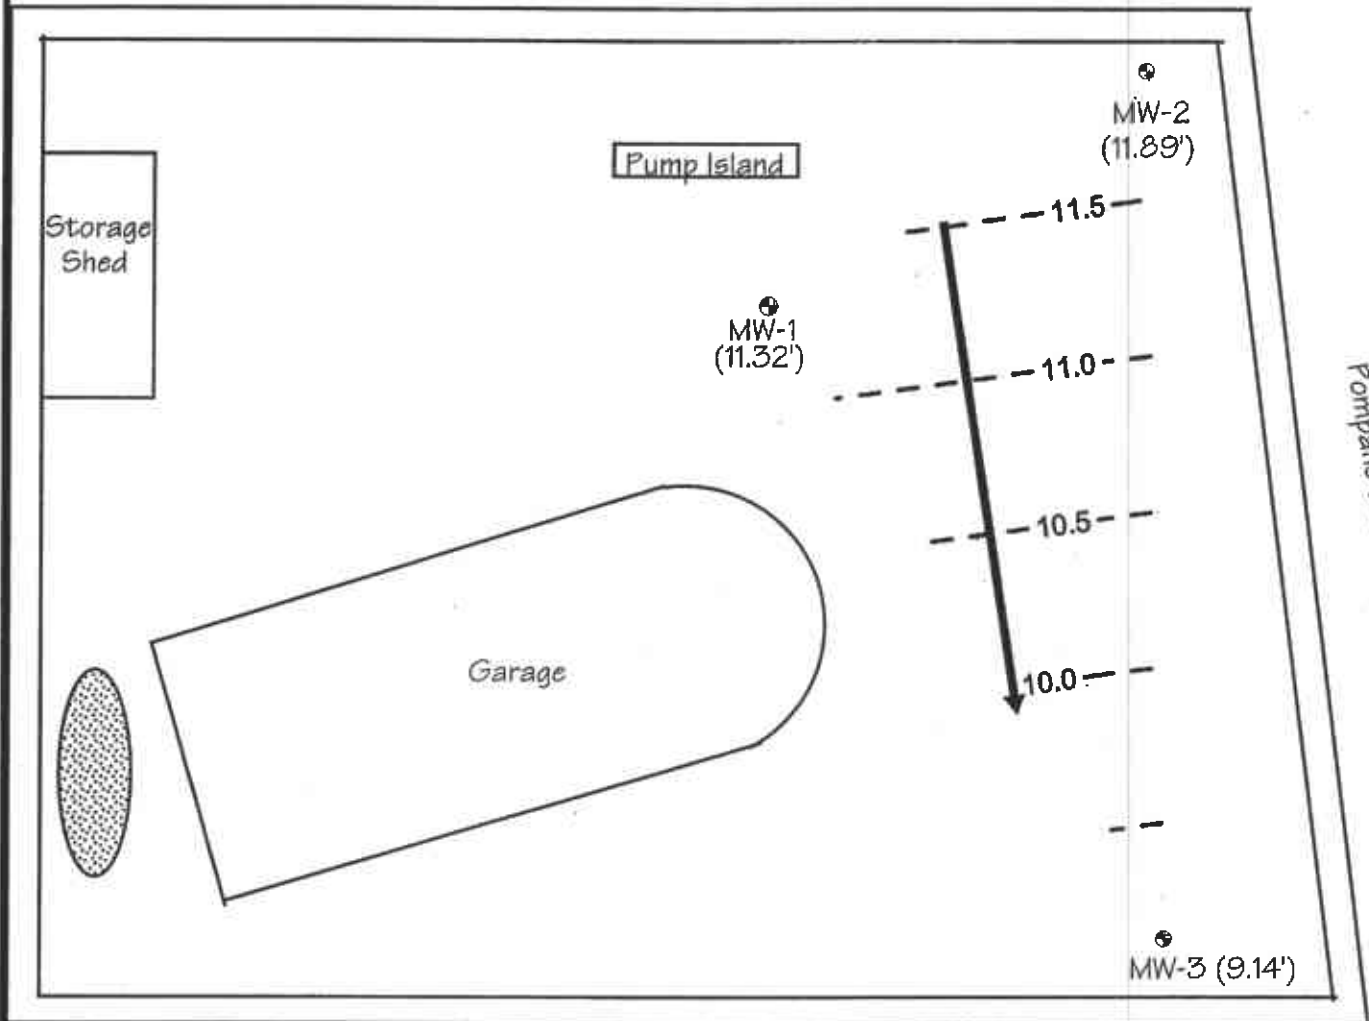 MW-2
(11.89')
Pump Island
11.5
Storage
Shed
MW-1
(11.32')
11.0
10.5
Garage
10.0
MW-3 (9.14')